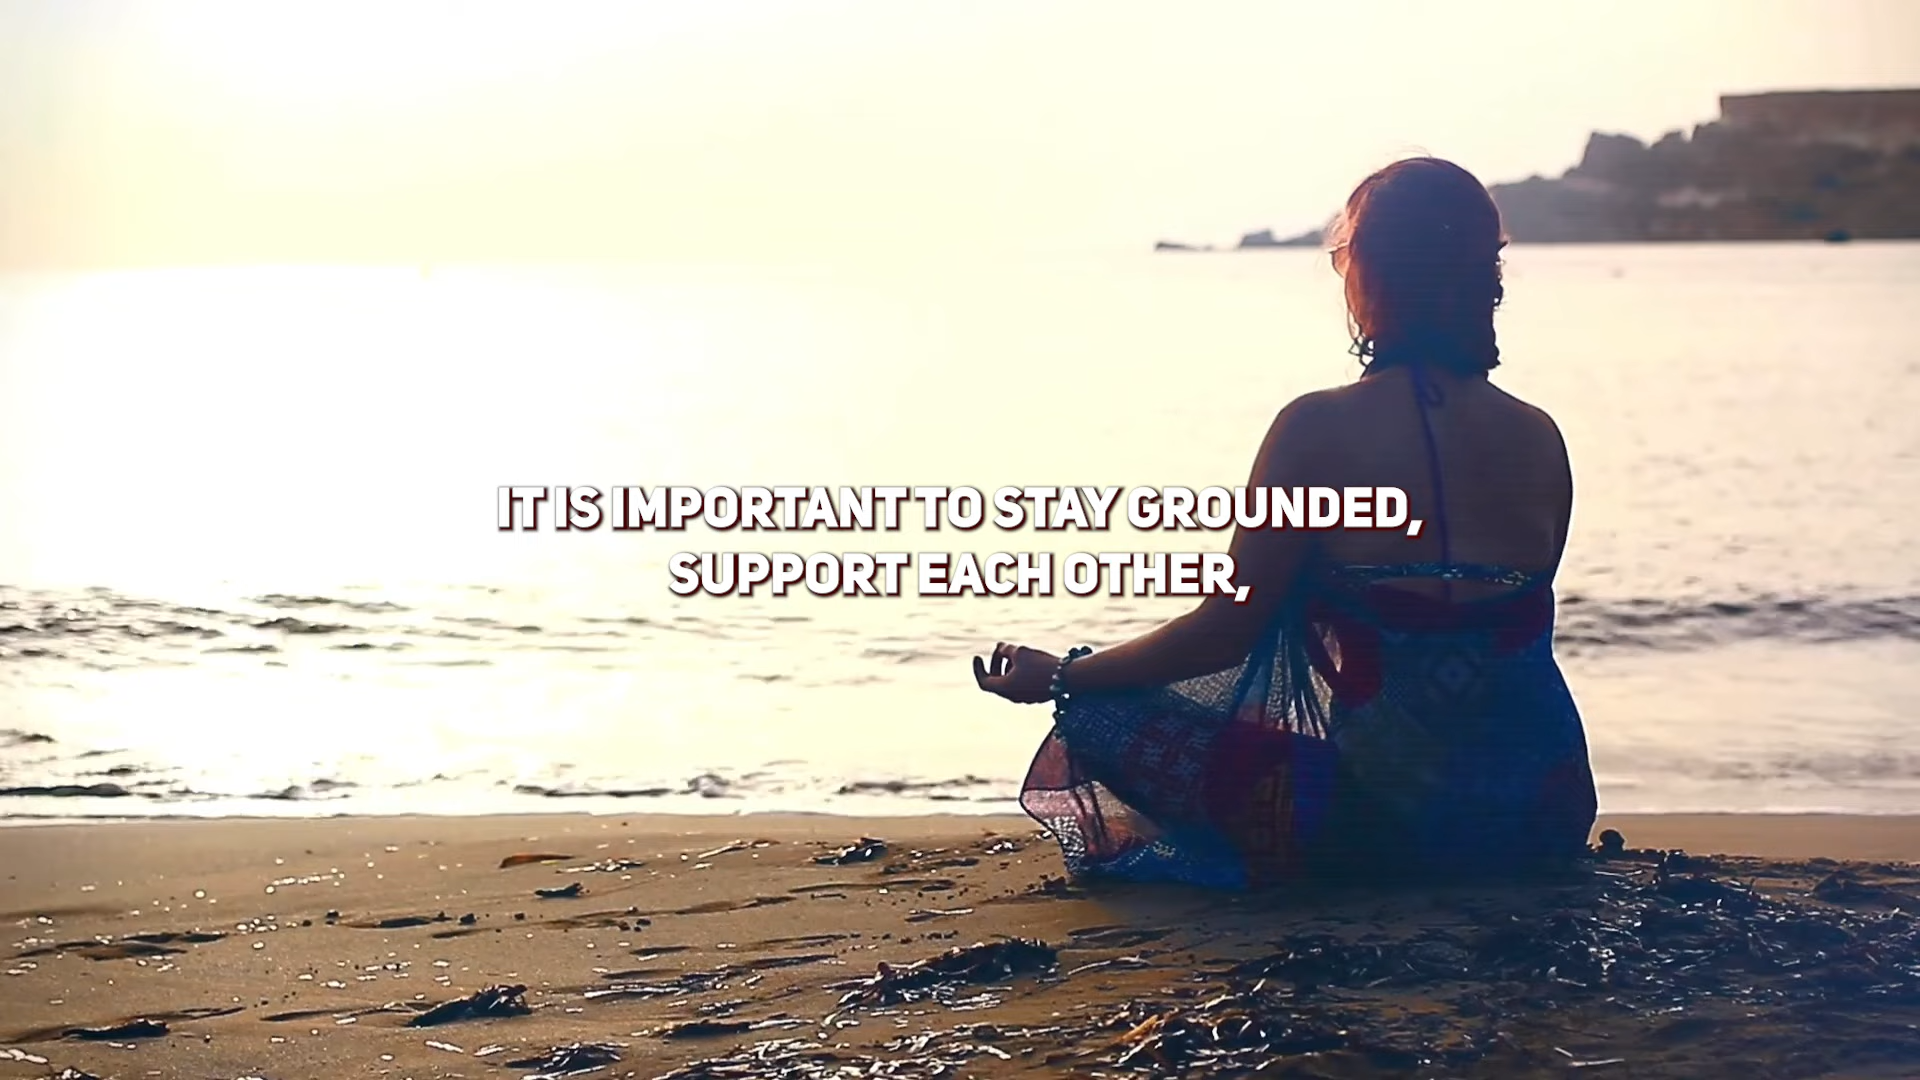 IT IS IMPORTANT TO STAY GROUNDED,
SUPPORT EACH OTHER,